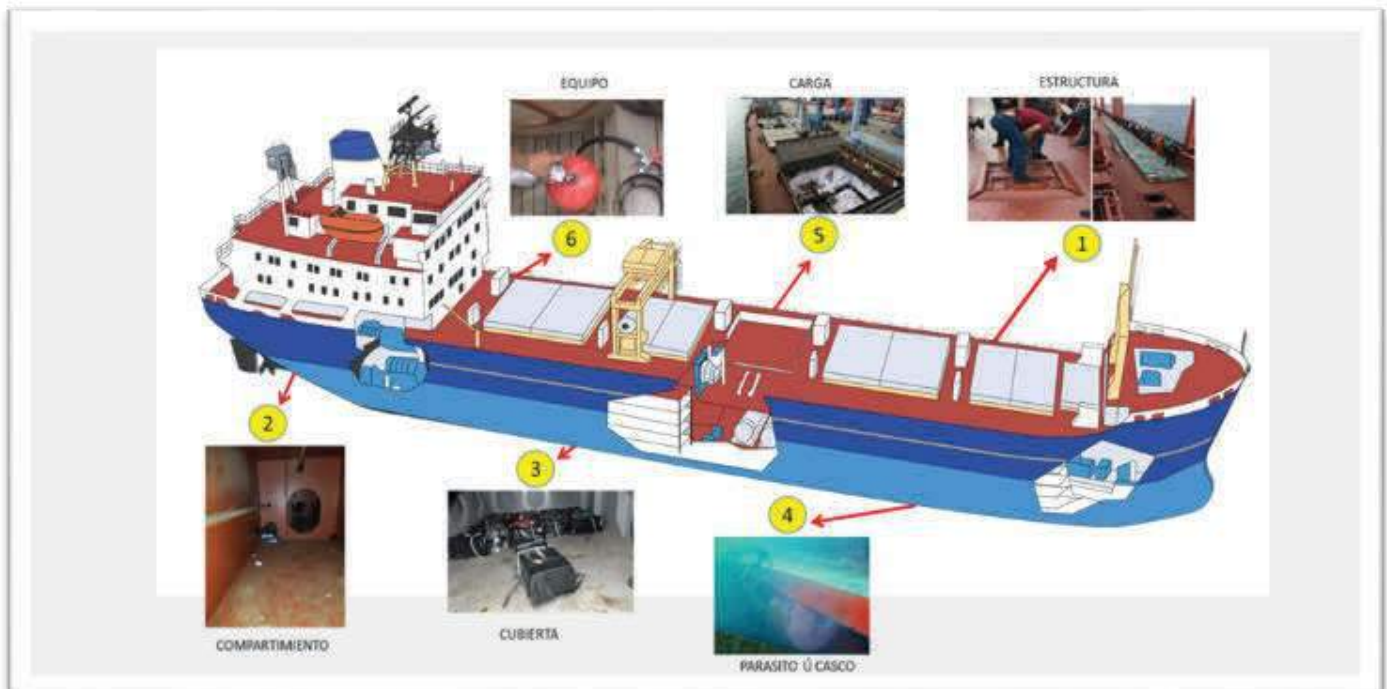 EQUIPO
CARGA
ESTRUCTURA
6
5
1
2
3
4
COMPARTIMIENTO
CUBIERTA
PARASITO Ú CASCO